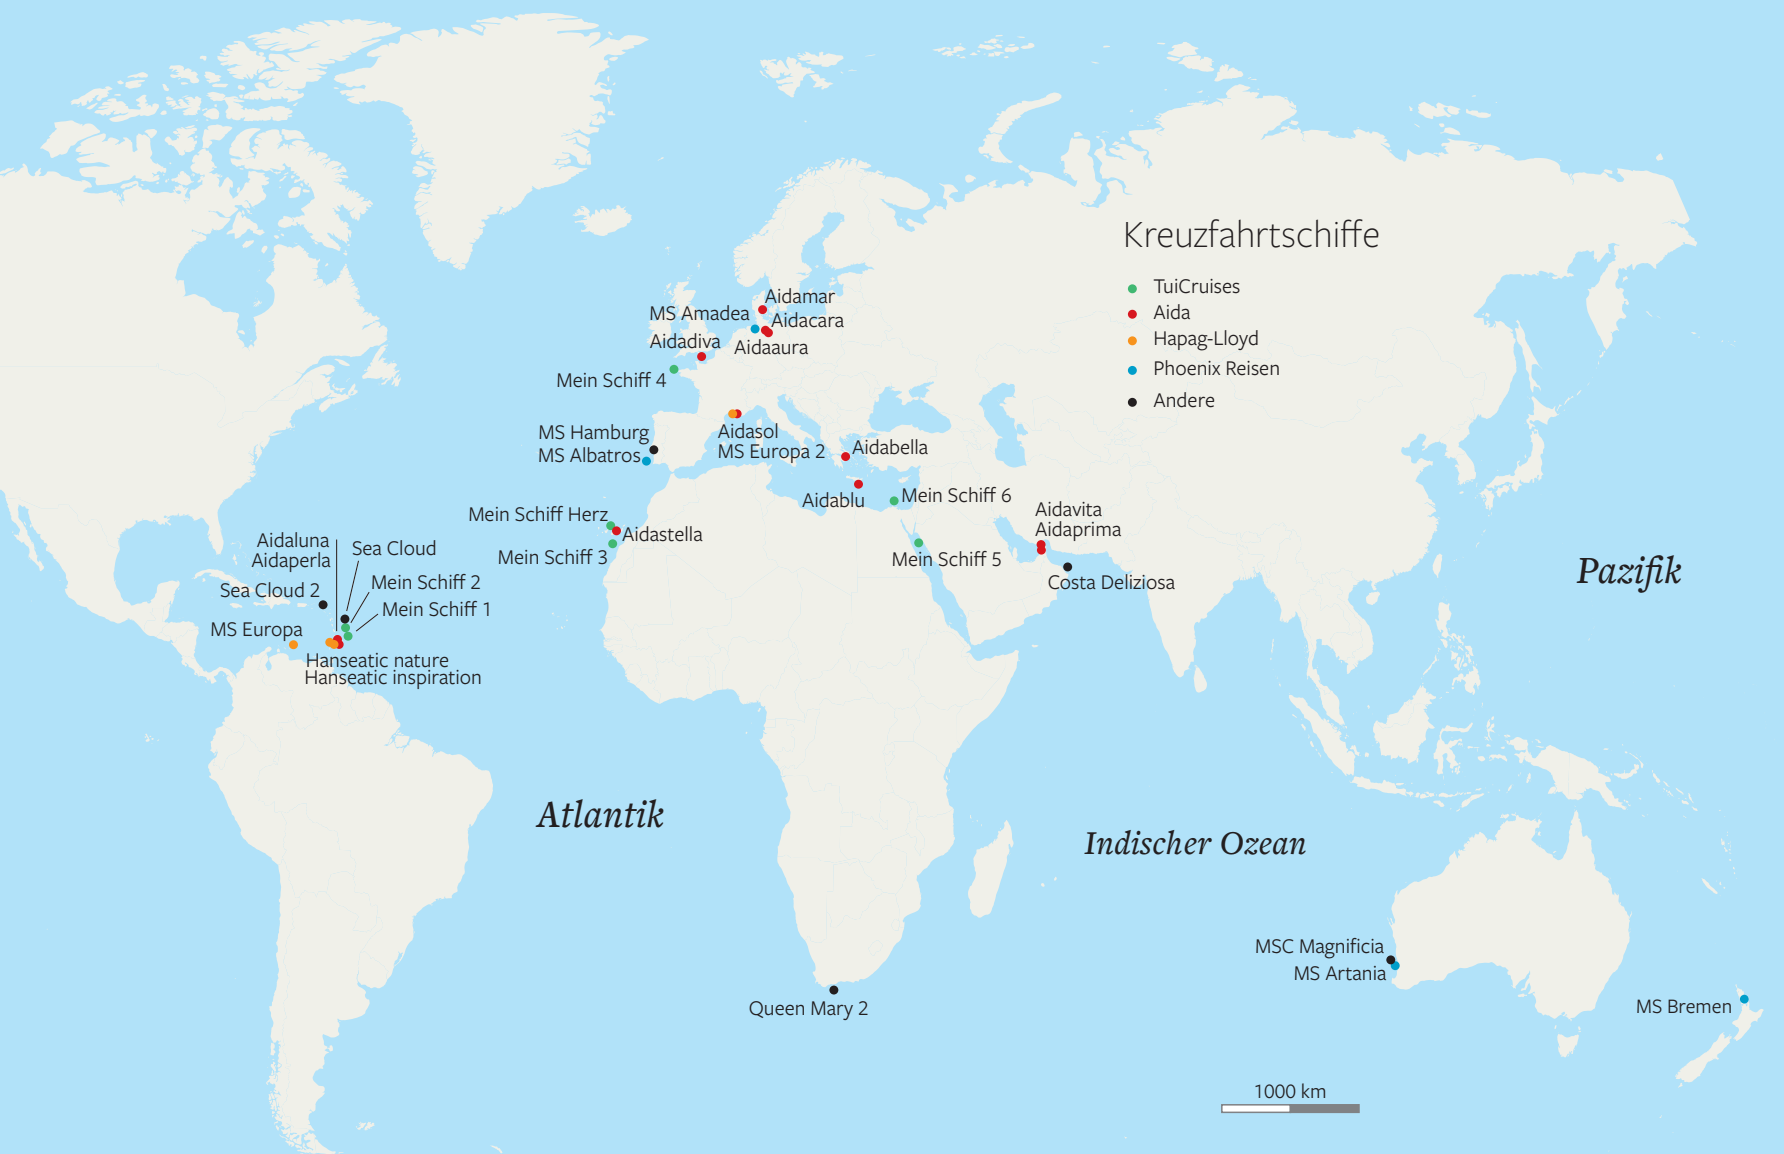 Kreuzfahrtschiffe
TuiCruises
Aida
Hapag-Lloyd
Phoenix Reisen
Andere
Aidamar
MS Amadea
Aidacara
Aidadiva
Aidaaura
Mein Schiff 4
MS Hamburg
MS Albatros
Aidasol
MS Europa 2
Aidabella
Aidablu
Mein Schiff 6
Mein Schiff Herz
Aidastella
Mein Schiff 3
Mein Schiff 5
Aidavita
Aidaprima
Costa Deliziosa
Aidaluna
Aidaperla
Sea Cloud
Sea Cloud 2
Mein Schiff 2
Mein Schiff 1
MS Europa
Hanseatic nature
Hanseatic inspiration
Pazifik
Atlantik
Indischer Ozean
MSC Magnificia
MS Artania
Queen Mary 2
MS Bremen
1000 km